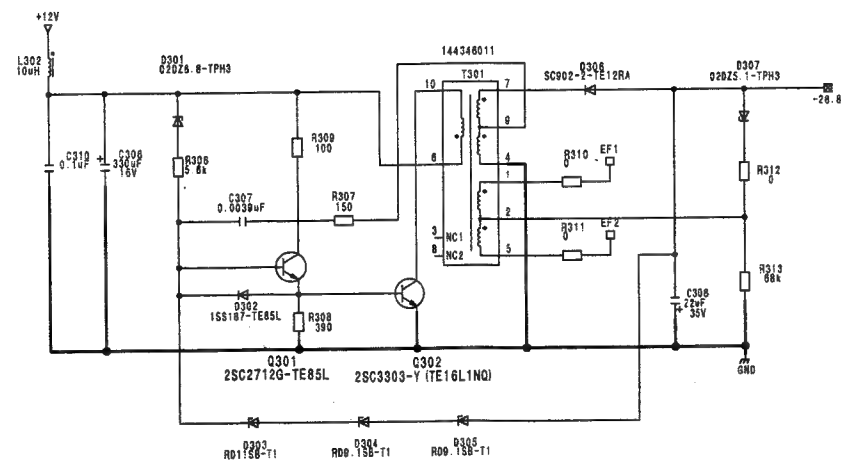 +12V
L302
10uH
D301
02DZ6.8-TPH3
144346011
T301
D306
SC902-2-TE12RA
D307
02DZ5.1-TPH3
-28.8
10
7
9
6
4
1
2
3
NC1
8
NC2
5
R309
100
R310
0
EF1
R312
0
C310
0.1uF
C306
330uF
16V
R306
5.6k
C307
0.0039uF
R307
150
R311
0
EF2
R313
68k
D302
1SS187-TE85L
R308
390
C308
22uF
35V
GND
Q301
2SC2712G-TE85L
Q302
2SC3303-Y (TE16L1NQ)
D303
RD11SB-T1
D304
RD9.1SB-T1
D305
RD9.1SB-T1